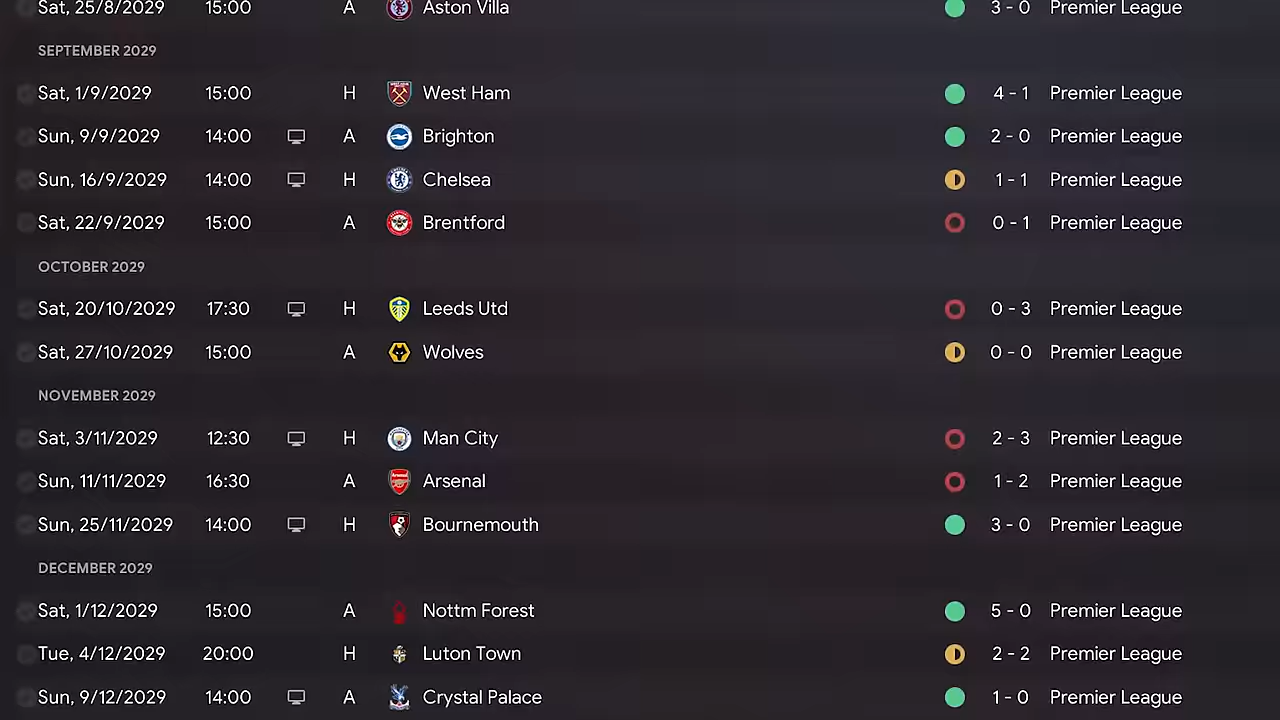 Sat, 25/8/2029 15:00 A Aston Villa 3 - 0 Premier League
SEPTEMBER 2029
Sat, 1/9/2029 15:00 H West Ham 4 - 1 Premier League
Sun, 9/9/2029 14:00 A Brighton 2 - 0 Premier League
Sun, 16/9/2029 14:00 H Chelsea 1 - 1 Premier League
Sat, 22/9/2029 15:00 A Brentford 0 - 1 Premier League
OCTOBER 2029
Sat, 20/10/2029 17:30 H Leeds Utd 0 - 3 Premier League
Sat, 27/10/2029 15:00 A Wolves 0 - 0 Premier League
NOVEMBER 2029
Sat, 3/11/2029 12:30 H Man City 2 - 3 Premier League
Sun, 11/11/2029 16:30 A Arsenal 1 - 2 Premier League
Sun, 25/11/2029 14:00 H Bournemouth 3 - 0 Premier League
DECEMBER 2029
Sat, 1/12/2029 15:00 A Nottm Forest 5 - 0 Premier League
Tue, 4/12/2029 20:00 H Luton Town 2 - 2 Premier League
Sun, 9/12/2029 14:00 A Crystal Palace 1 - 0 Premier League